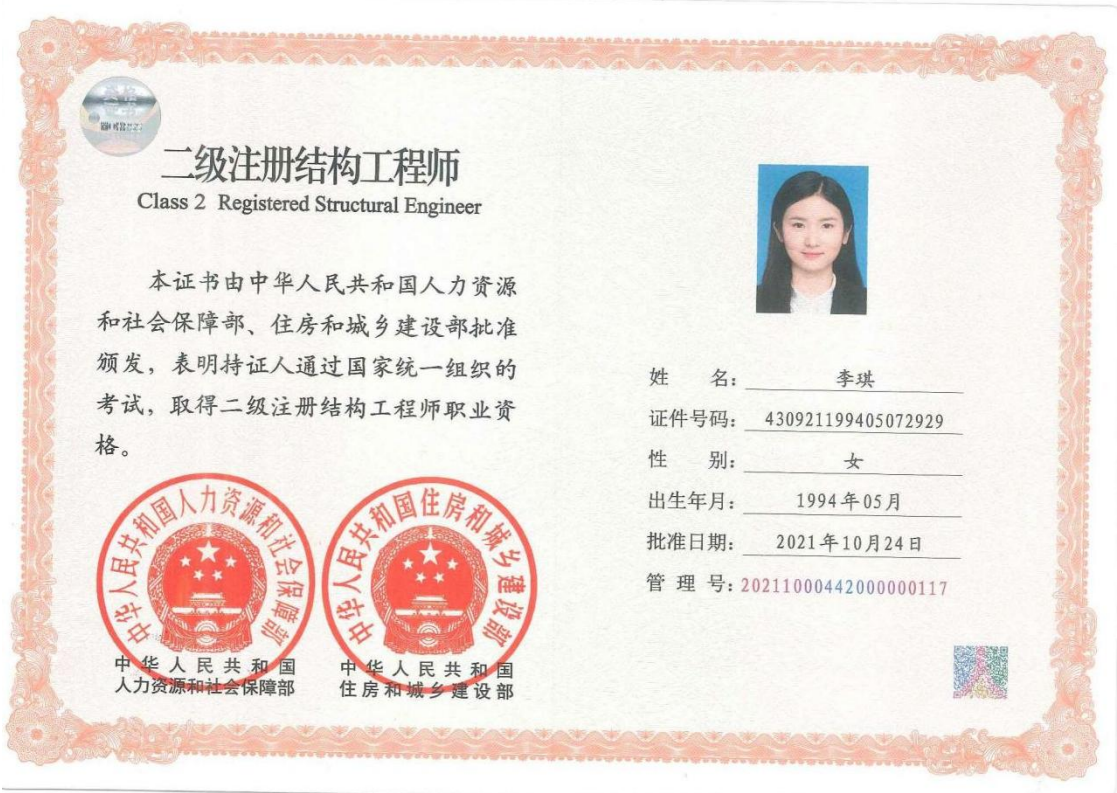 二级注册结构工程师
Class 2 Registered Structural Engineer
本证书由中华人民共和国人力资源
和社会保障部、住房和城乡建设部批准
颁发，表明持证人通过国家统一组织的
考试，取得二级注册结构工程师职业资
格。
中华人民共和国人力资源和社会保障部
中华人民共和国
人力资源和社会保障部
中华人民共和国住房和城乡建设部
中华人民共和国
住房和城乡建设部
姓 名：李琪
证件号码：430921199405072929
性 别：女
出生年月：1994年05月
批准日期：2021年10月24日
管 理 号：20211000442000000117